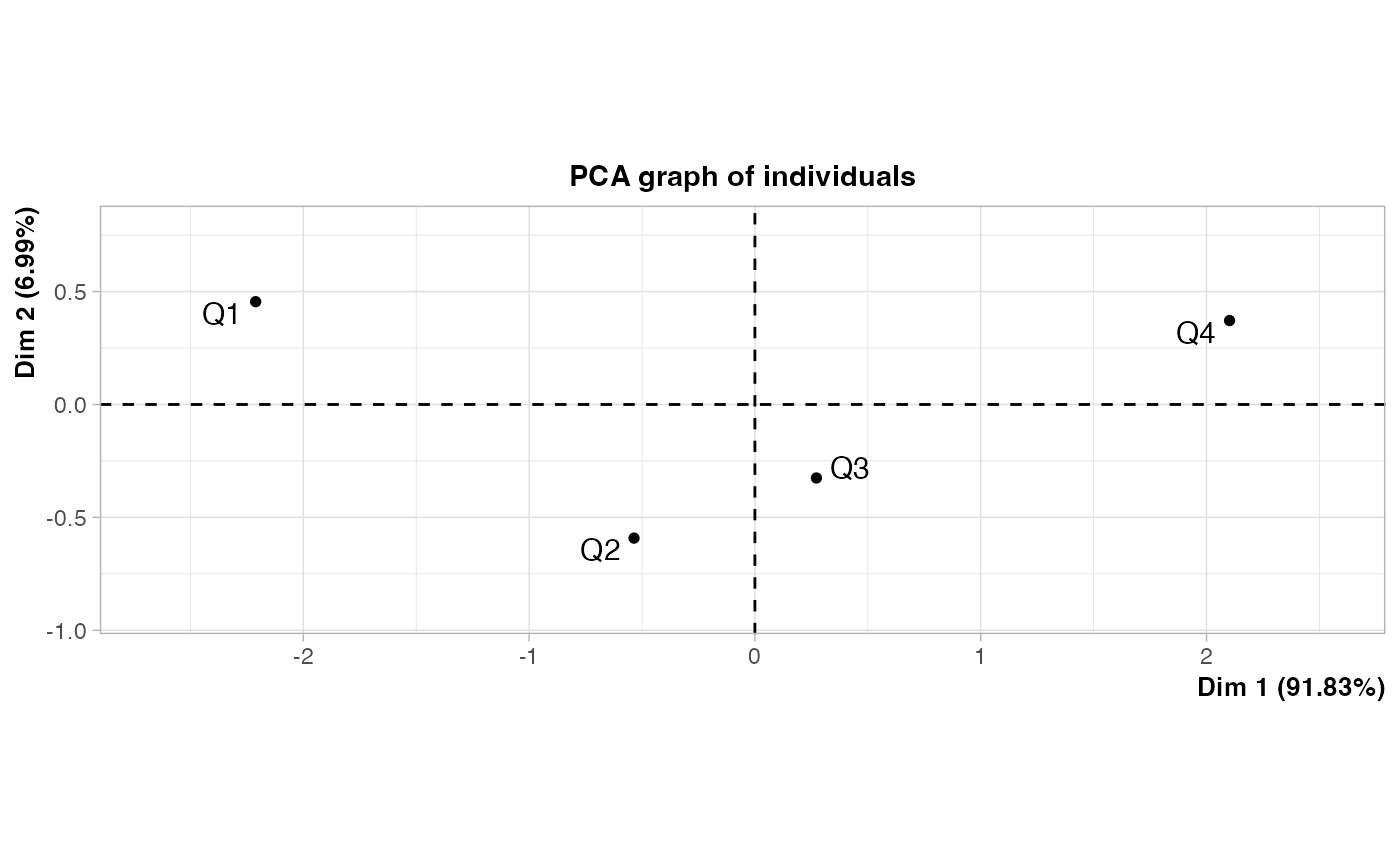 PCA graph of individuals
Dim 2 (6.99%)
0.5
0.0
-0.5
-1.0
Q1
Q4
Q3
Q2
-2
-1
0
1
2
Dim 1 (91.83%)